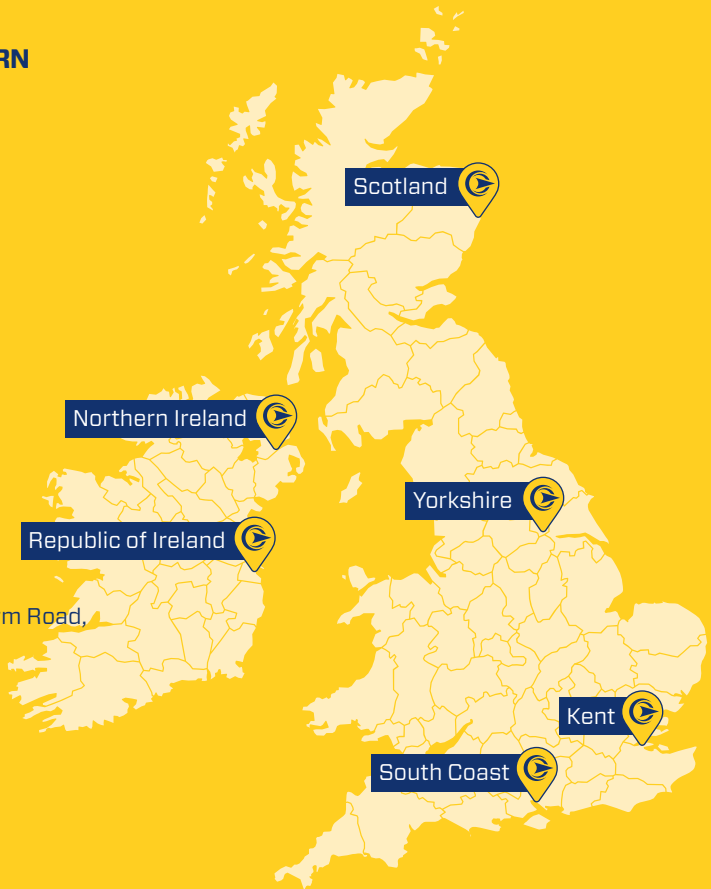 RN
Scotland
Northern Ireland
Yorkshire
Republic of Ireland
m Road,
Kent
South Coast